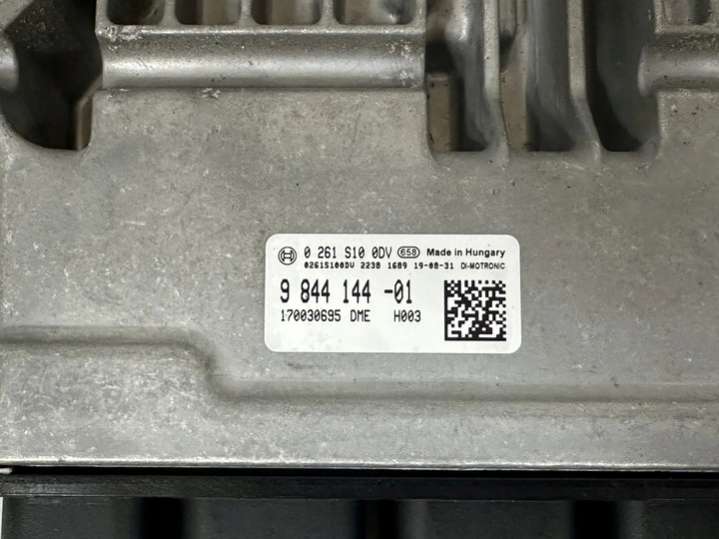 0 261 S10 0DV 658 Made in Hungary
0261S100DV 2238 1689 19-08-31 DI-MOTRONIC
9 844 144 -01
170030695 DME H003